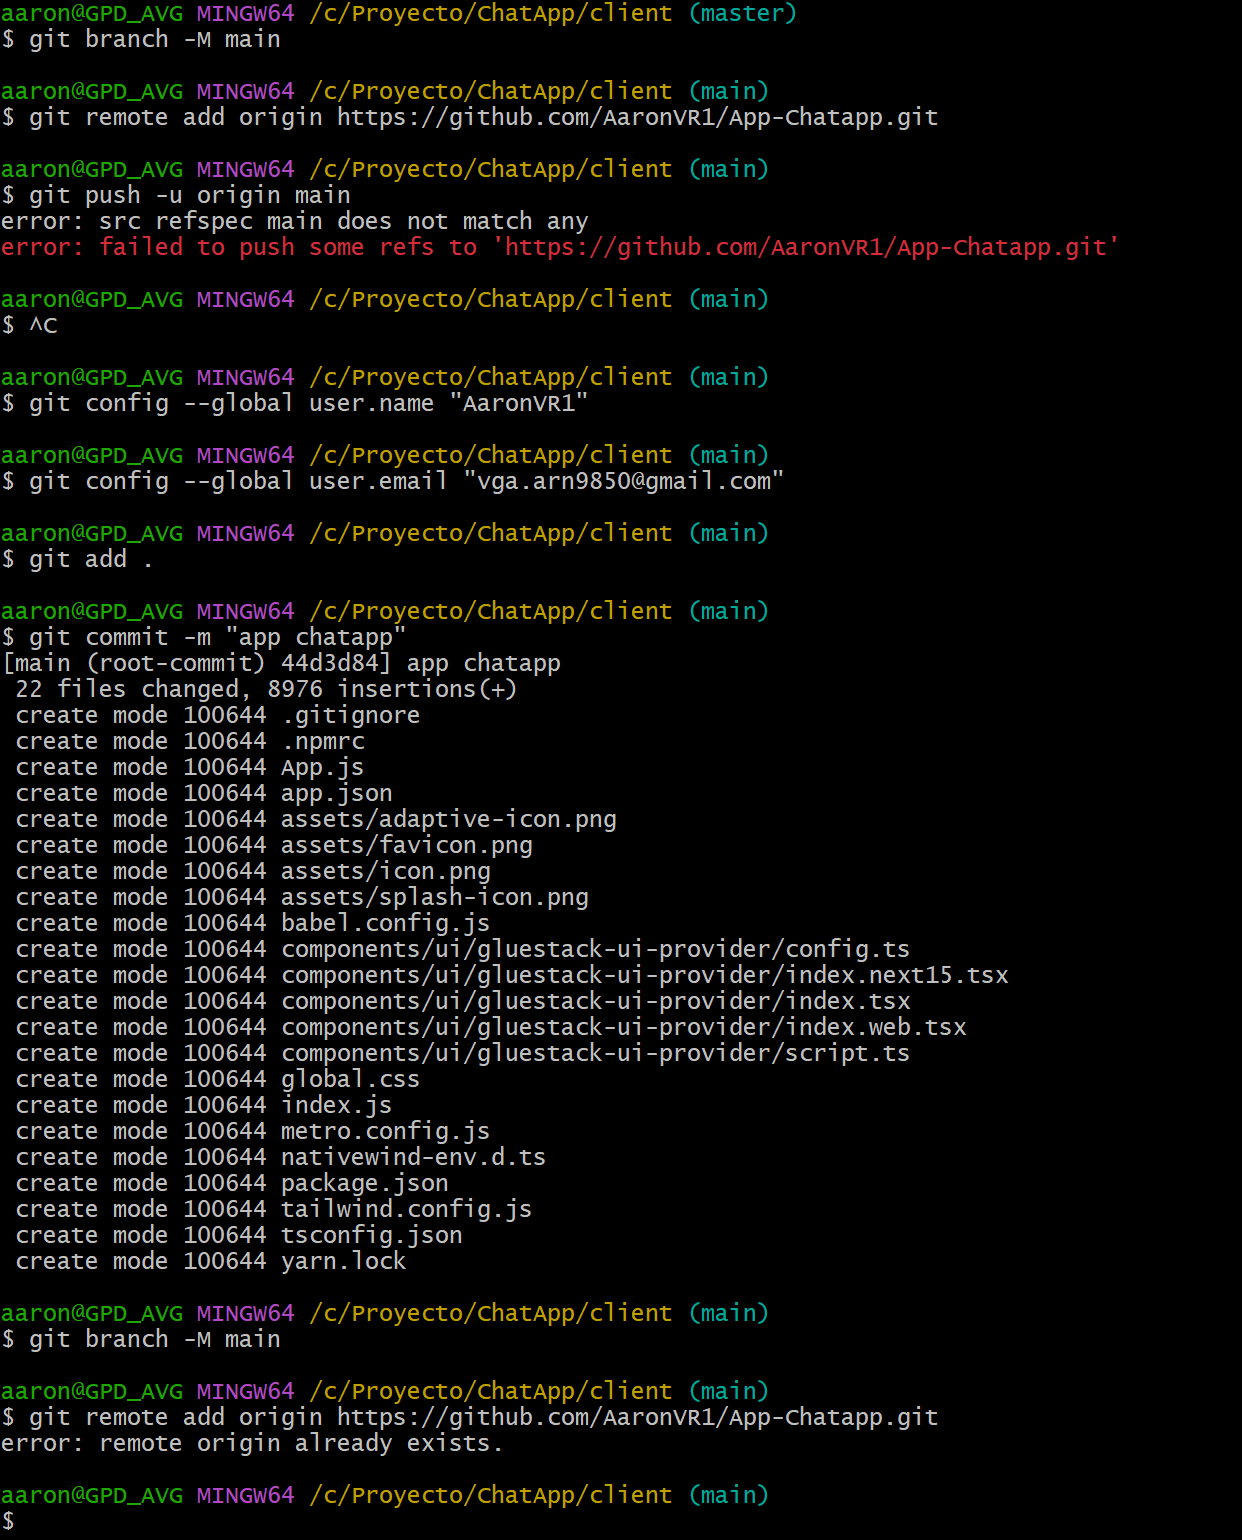 aaron@GPD_AVG MINGW64 /c/Proyecto/ChatApp/client (master)
$ git branch -M main
aaron@GPD_AVG MINGW64 /c/Proyecto/ChatApp/client (main)
$ git remote add origin https://github.com/AaronVR1/App-Chatapp.git
aaron@GPD_AVG MINGW64 /c/Proyecto/ChatApp/client (main)
$ git push -u origin main
error: src refspec main does not match any
error: failed to push some refs to 'https://github.com/AaronVR1/App-Chatapp.git'
aaron@GPD_AVG MINGW64 /c/Proyecto/ChatApp/client (main)
$ ^C
aaron@GPD_AVG MINGW64 /c/Proyecto/ChatApp/client (main)
$ git config --global user.name "AaronVR1"
aaron@GPD_AVG MINGW64 /c/Proyecto/ChatApp/client (main)
$ git config --global user.email "vga.arn9850@gmail.com"
aaron@GPD_AVG MINGW64 /c/Proyecto/ChatApp/client (main)
$ git add .
aaron@GPD_AVG MINGW64 /c/Proyecto/ChatApp/client (main)
$ git commit -m "app chatapp"
[main (root-commit) 44d3d84] app chatapp
 22 files changed, 8976 insertions(+)
 create mode 100644 .gitignore
 create mode 100644 .npmrc
 create mode 100644 App.js
 create mode 100644 app.json
 create mode 100644 assets/adaptive-icon.png
 create mode 100644 assets/favicon.png
 create mode 100644 assets/icon.png
 create mode 100644 assets/splash-icon.png
 create mode 100644 babel.config.js
 create mode 100644 components/ui/gluestack-ui-provider/config.ts
 create mode 100644 components/ui/gluestack-ui-provider/index.next15.tsx
 create mode 100644 components/ui/gluestack-ui-provider/index.tsx
 create mode 100644 components/ui/gluestack-ui-provider/index.web.tsx
 create mode 100644 components/ui/gluestack-ui-provider/script.ts
 create mode 100644 global.css
 create mode 100644 index.js
 create mode 100644 metro.config.js
 create mode 100644 nativewind-env.d.ts
 create mode 100644 package.json
 create mode 100644 tailwind.config.js
 create mode 100644 tsconfig.json
 create mode 100644 yarn.lock
aaron@GPD_AVG MINGW64 /c/Proyecto/ChatApp/client (main)
$ git branch -M main
aaron@GPD_AVG MINGW64 /c/Proyecto/ChatApp/client (main)
$ git remote add origin https://github.com/AaronVR1/App-Chatapp.git
error: remote origin already exists.
aaron@GPD_AVG MINGW64 /c/Proyecto/ChatApp/client (main)
$